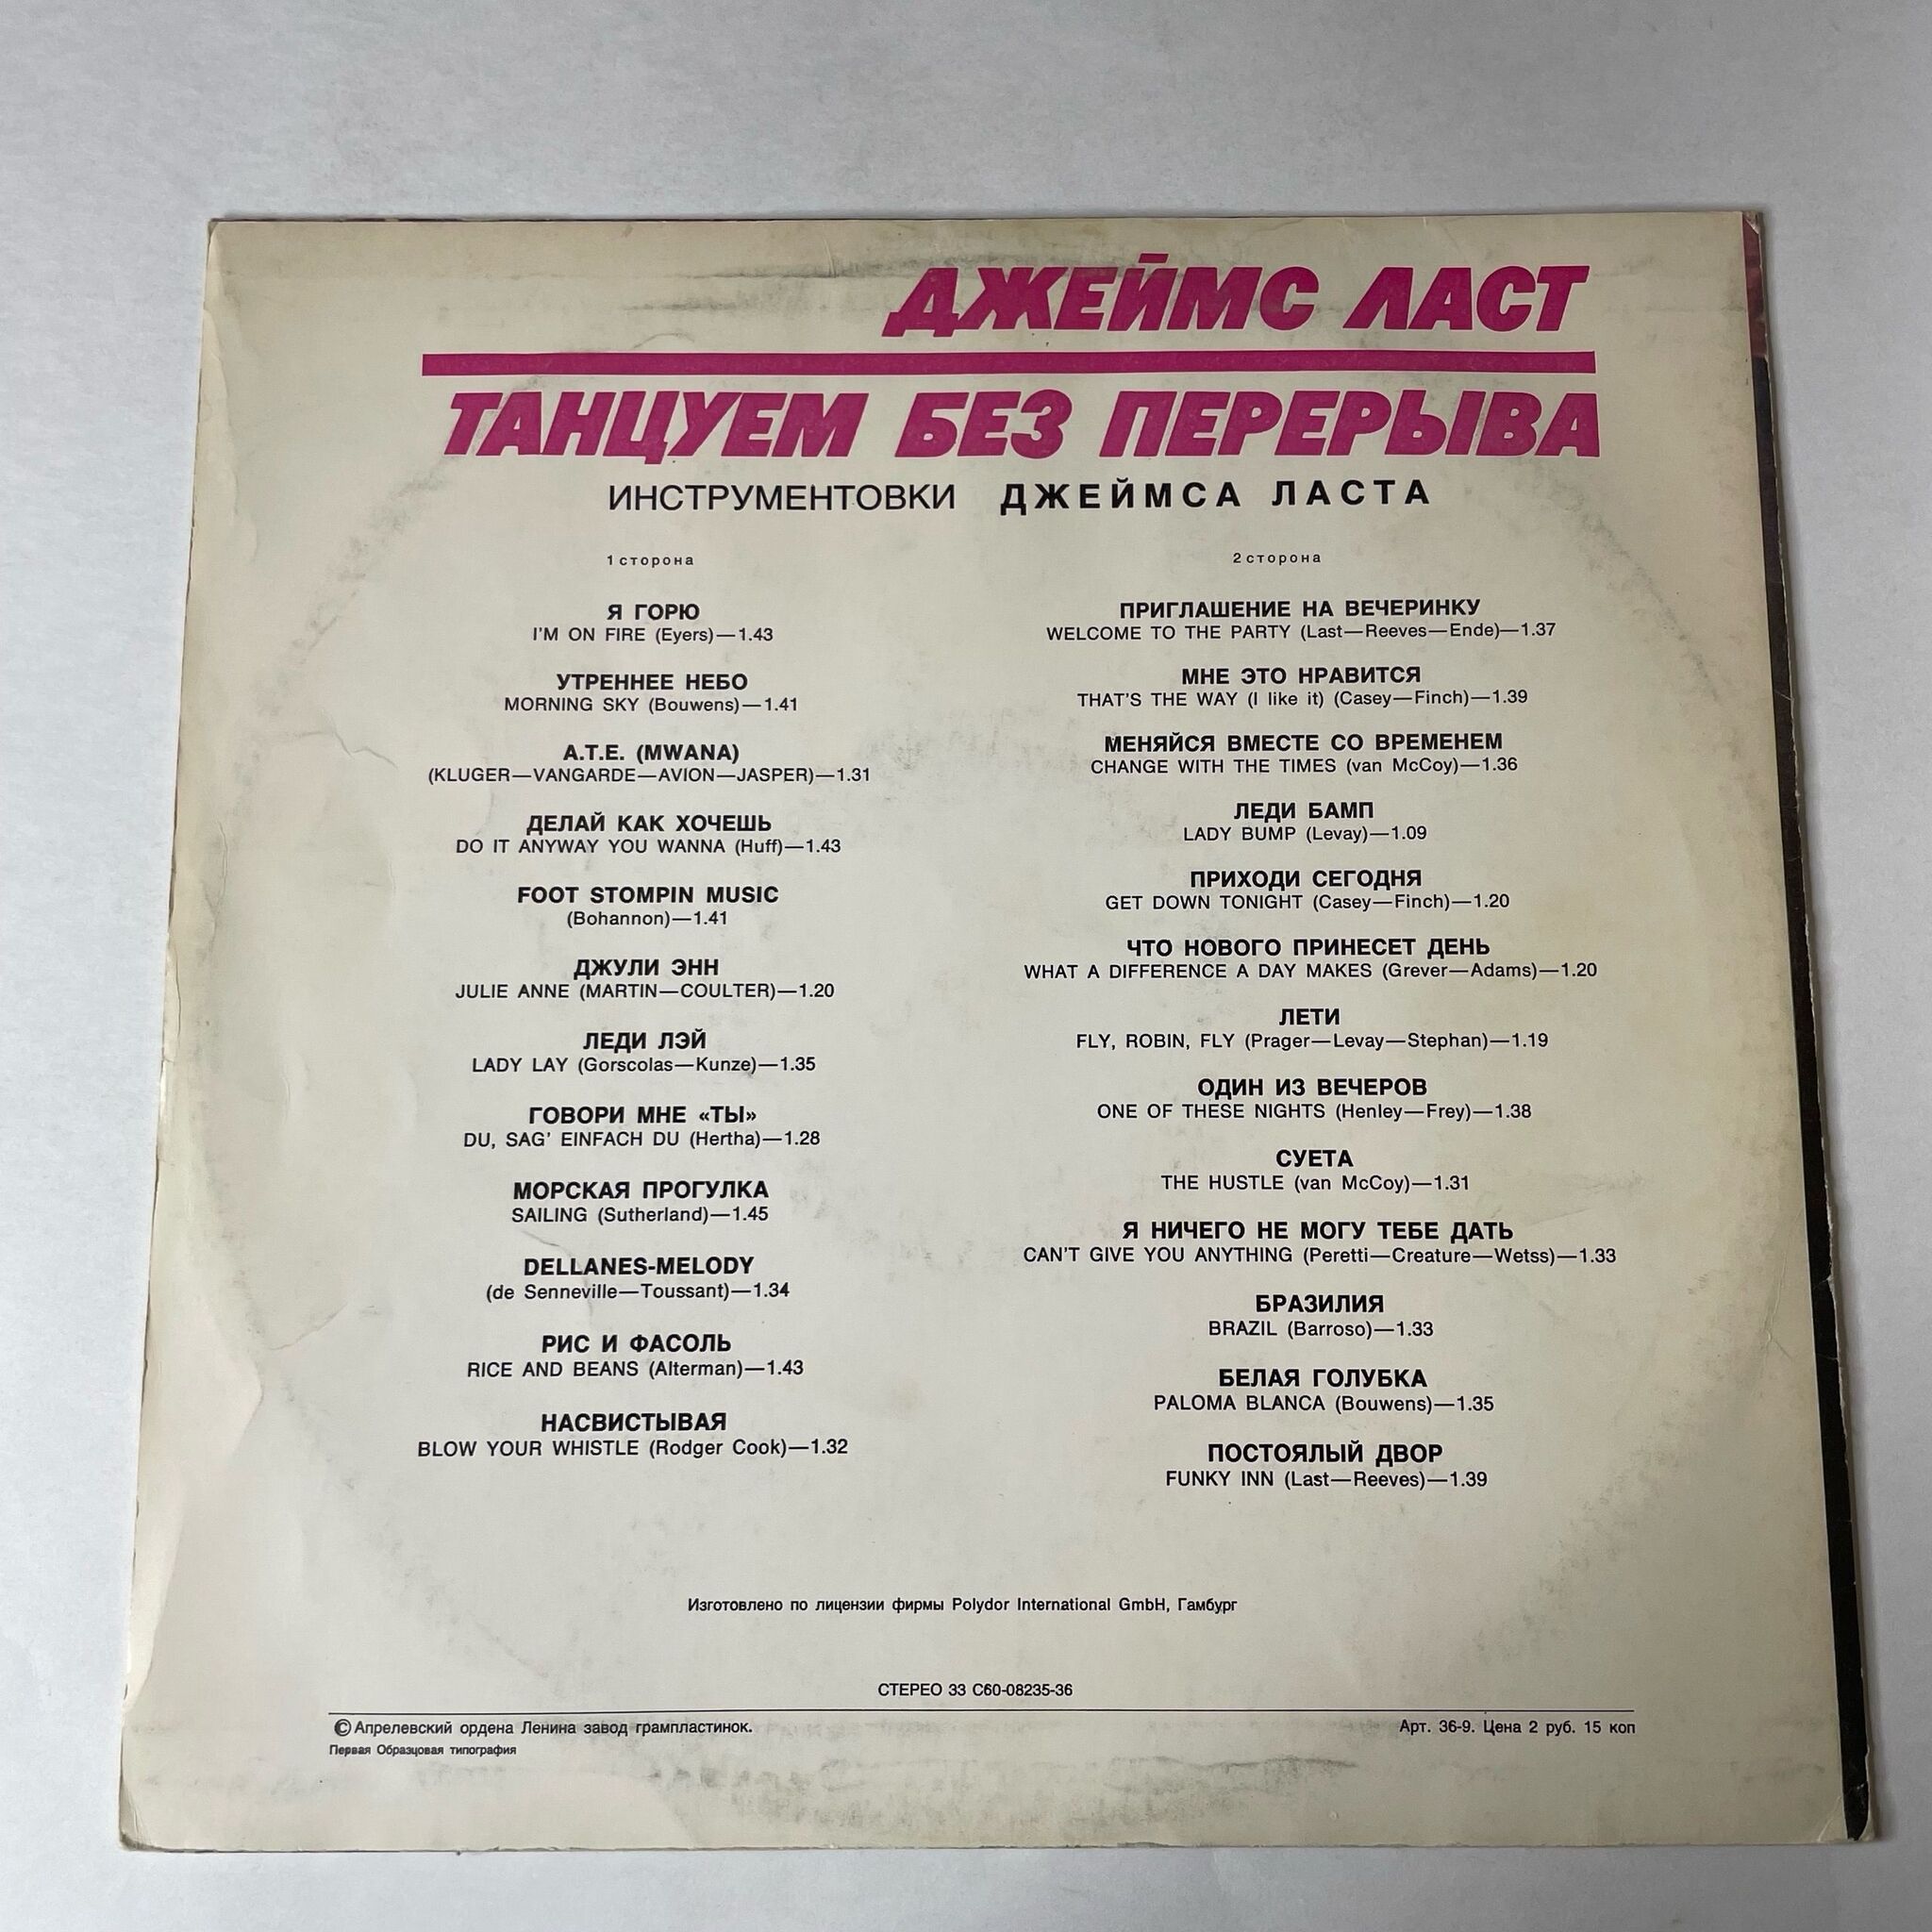 ДЖЕЙМС ЛАСТ
ТАНЦУЕМ БЕЗ ПЕРЕРЫВА
ИНСТРУМЕНТОВКИ ДЖЕЙМСА ЛАСТА
1 сторона
Я ГОРЮ
I'M ON FIRE (Eyers)—1.43
УТРЕННЕЕ НЕБО
MORNING SKY (Bouwens)—1.41
A.T.E. (MWANA)
(KLUGER—VANGARDE—AVION—JASPER)—1.31
ДЕЛАЙ КАК ХОЧЕШЬ
DO IT ANYWAY YOU WANNA (Huff)—1.43
FOOT STOMPIN MUSIC
(Bohannon)—1.41
ДЖУЛИ ЭНН
JULIE ANNE (MARTIN—COULTER)—1.20
ЛЕДИ ЛЭЙ
LADY LAY (Gorscolas—Kunze)—1.35
ГОВОРИ МНЕ «ТЫ»
DU, SAG' EINFACH DU (Hertha)—1.28
МОРСКАЯ ПРОГУЛКА
SAILING (Sutherland)—1.45
DELLANES-MELODY
(de Senneville—Toussant)—1.34
РИС И ФАСОЛЬ
RICE AND BEANS (Alterman)—1.43
НАСВИСТЫВАЯ
BLOW YOUR WHISTLE (Rodger Cook)—1.32
2 сторона
ПРИГЛАШЕНИЕ НА ВЕЧЕРИНКУ
WELCOME TO THE PARTY (Last—Reeves—Ende)—1.37
МНЕ ЭТО НРАВИТСЯ
THAT'S THE WAY (I like it) (Casey—Finch)—1.39
МЕНЯЙСЯ ВМЕСТЕ СО ВРЕМЕНЕМ
CHANGE WITH THE TIMES (van McCoy)—1.36
ЛЕДИ БАМП
LADY BUMP (Levay)—1.09
ПРИХОДИ СЕГОДНЯ
GET DOWN TONIGHT (Casey—Finch)—1.20
ЧТО НОВОГО ПРИНЕСЕТ ДЕНЬ
WHAT A DIFFERENCE A DAY MAKES (Grever—Adams)—1.20
ЛЕТИ
FLY, ROBIN, FLY (Prager—Levay—Stephan)—1.19
ОДИН ИЗ ВЕЧЕРОВ
ONE OF THESE NIGHTS (Henley—Frey)—1.38
СУЕТА
THE HUSTLE (van McCoy)—1.31
Я НИЧЕГО НЕ МОГУ ТЕБЕ ДАТЬ
CAN'T GIVE YOU ANYTHING (Peretti—Creature—Wetss)—1.33
БРАЗИЛИЯ
BRAZIL (Barroso)—1.33
БЕЛАЯ ГОЛУБКА
PALOMA BLANCA (Bouwens)—1.35
ПОСТОЯЛЫЙ ДВОР
FUNKY INN (Last—Reeves)—1.39
Изготовлено по лицензии фирмы Polydor International GmbH, Гамбург
СТЕРЕО 33 С60-08235-36
© Апрелевский ордена Ленина завод грампластинок.
Арт. 36-9. Цена 2 руб. 15 коп
Первая Образцовая типография